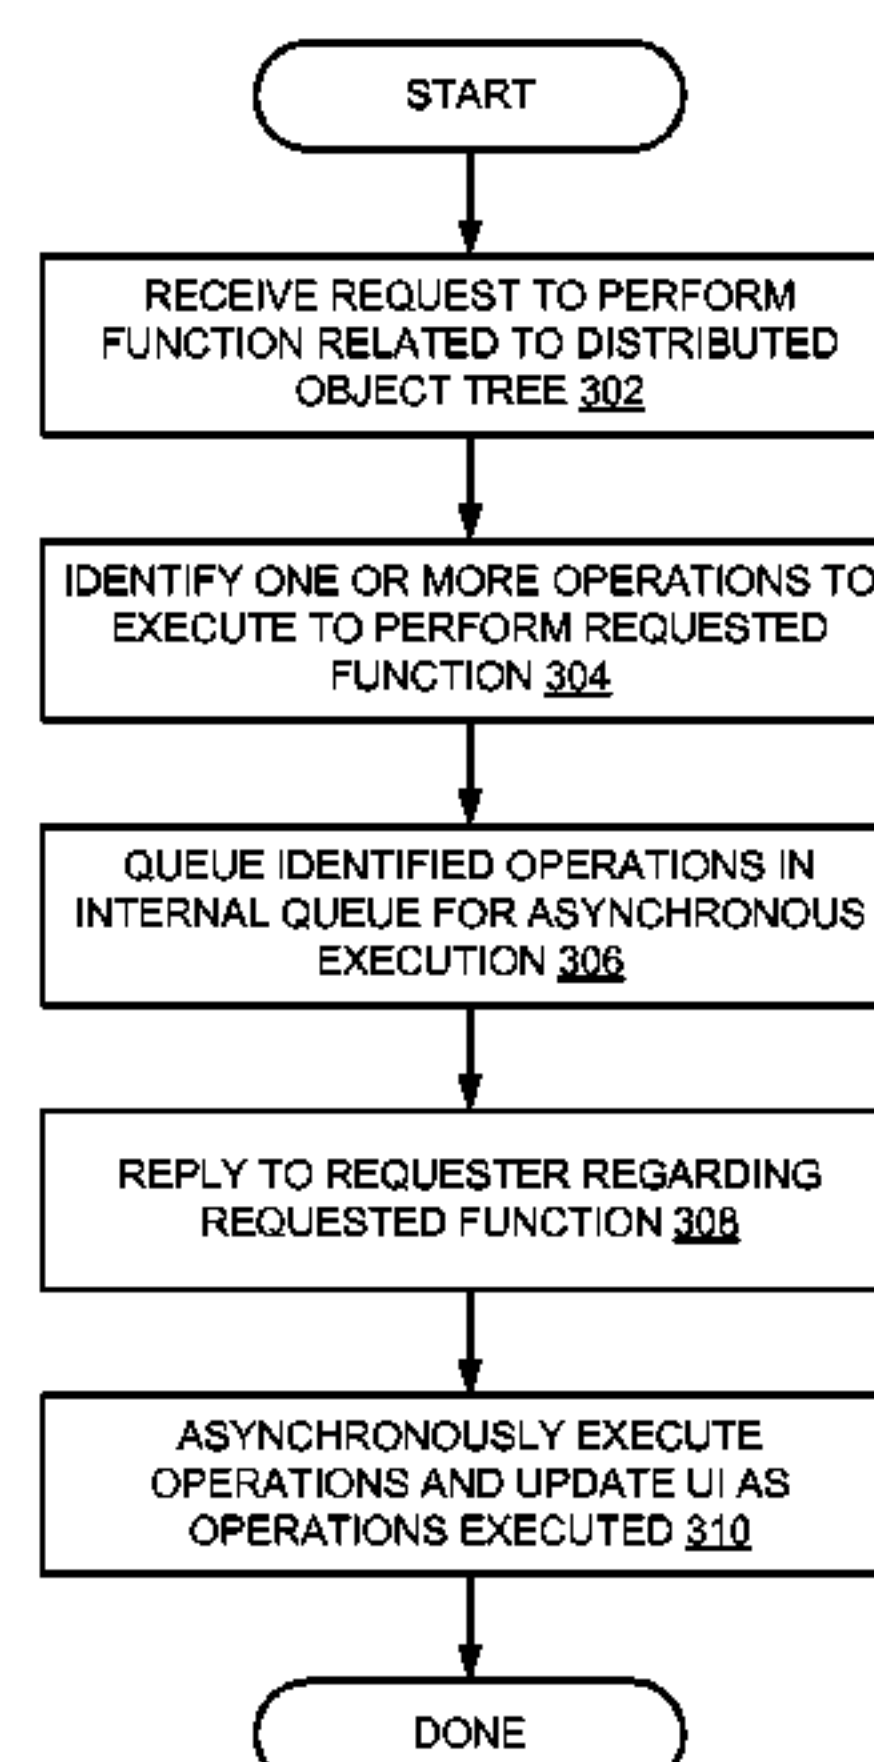 START
RECEIVE REQUEST TO PERFORM
FUNCTION RELATED TO DISTRIBUTED
OBJECT TREE 302
IDENTIFY ONE OR MORE OPERATIONS TO
EXECUTE TO PERFORM REQUESTED
FUNCTION 304
QUEUE IDENTIFIED OPERATIONS IN
INTERNAL QUEUE FOR ASYNCHRONOUS
EXECUTION 306
REPLY TO REQUESTER REGARDING
REQUESTED FUNCTION 308
ASYNCHRONOUSLY EXECUTE
OPERATIONS AND UPDATE UI AS
OPERATIONS EXECUTED 310
DONE